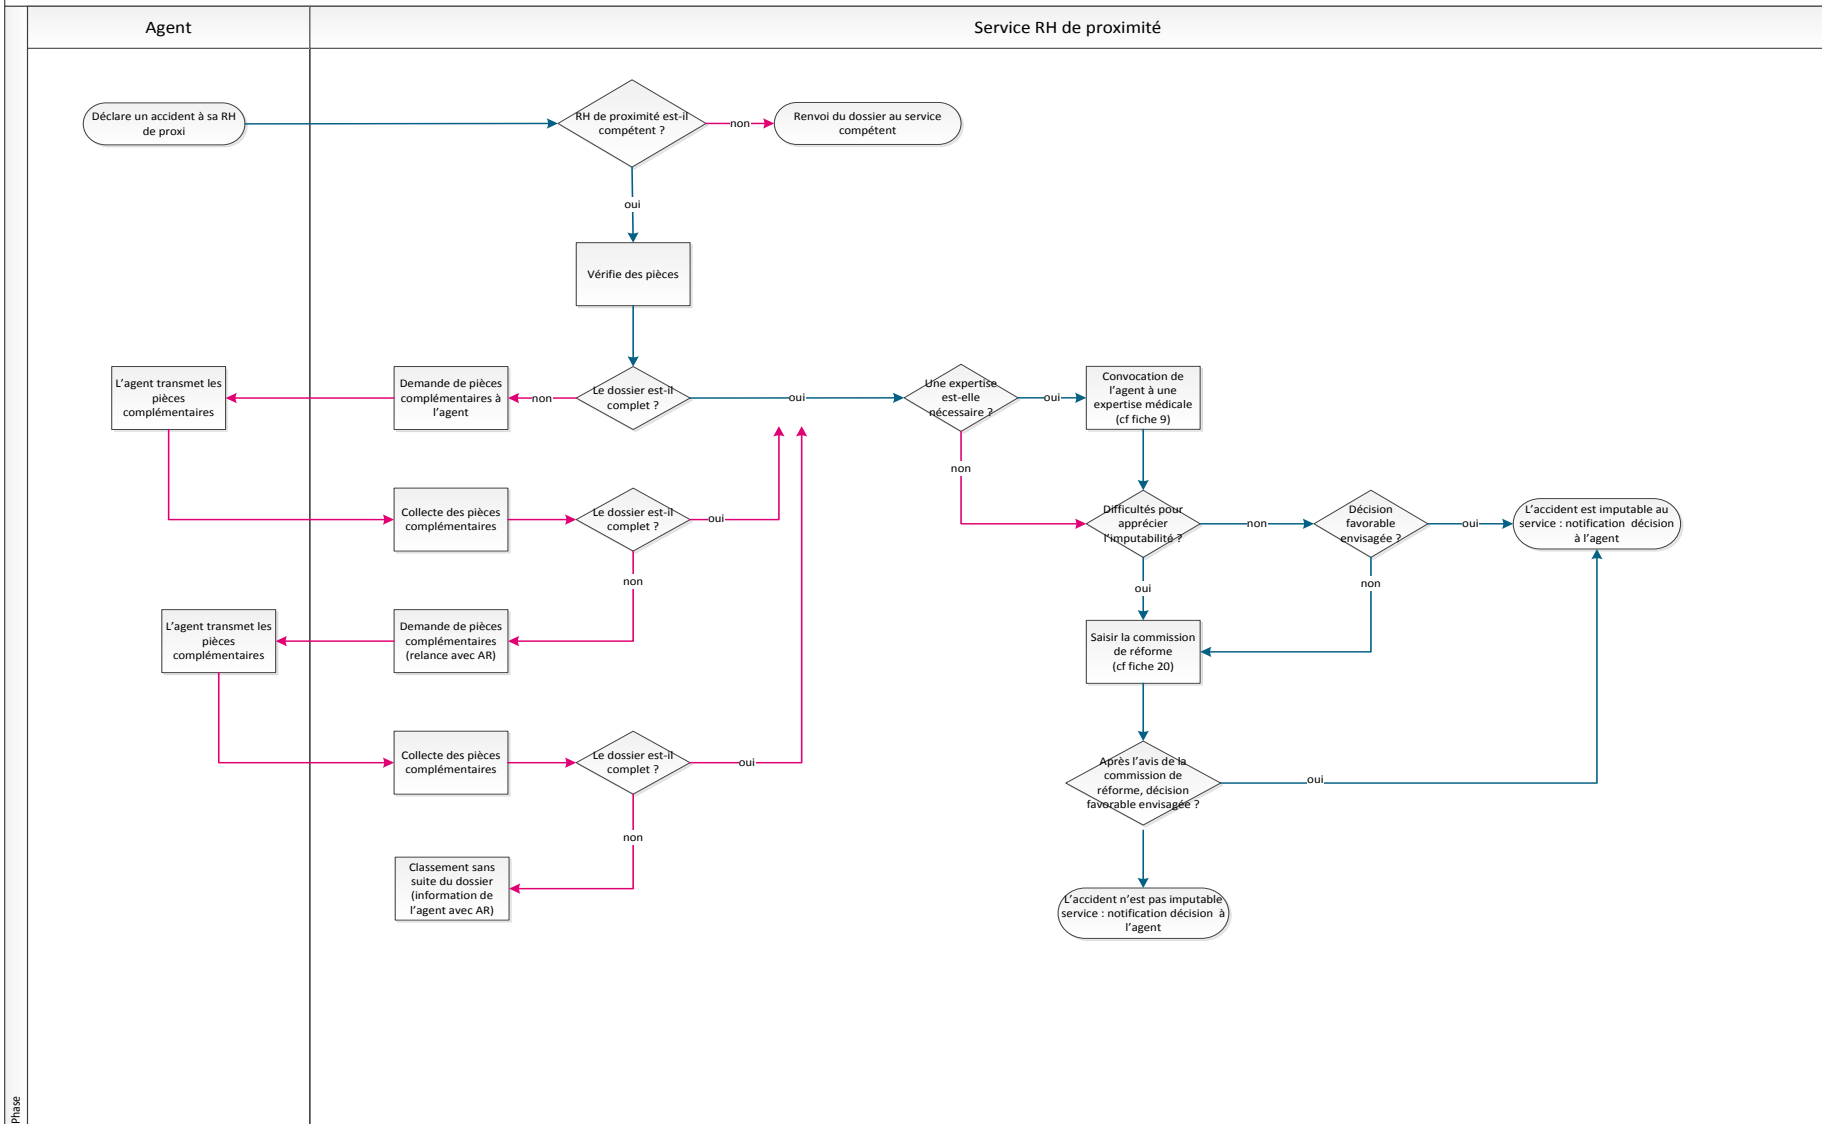 Agent
Service RH de proximité
Déclare un accident à sa RH
de proxi
RH de proximité est-il
compétent ?
non
Renvoi du dossier au service
compétent
oui
Vérifie des pièces
L'agent transmet les
pièces
complémentaires
Demande de pièces
complémentaires à
l'agent
non
Le dossier est-il
complet ?
oui
Une expertise
est-elle
nécessaire ?
oui
Convocation de
l'agent à une
expertise médicale
(cf fiche 9)
non
Collecte des pièces
complémentaires
Le dossier est-il
complet ?
oui
Difficultés pour
apprécier
l'imputabilité ?
non
Décision
favorable
envisagée ?
oui
L'accident est imputable au
service : notification  décision
à l'agent
non
oui
non
L'agent transmet les
pièces
complémentaires
Demande de pièces
complémentaires
(relance avec AR)
Saisir la commission
de réforme
(cf fiche 20)
Collecte des pièces
complémentaires
Le dossier est-il
complet ?
oui
Après l'avis de la
commission de
réforme, décision
favorable envisagée ?
oui
non
Classement sans
suite du dossier
(information de
l'agent avec AR)
L'accident n'est pas imputable
service : notification décision  à
l'agent
Phase